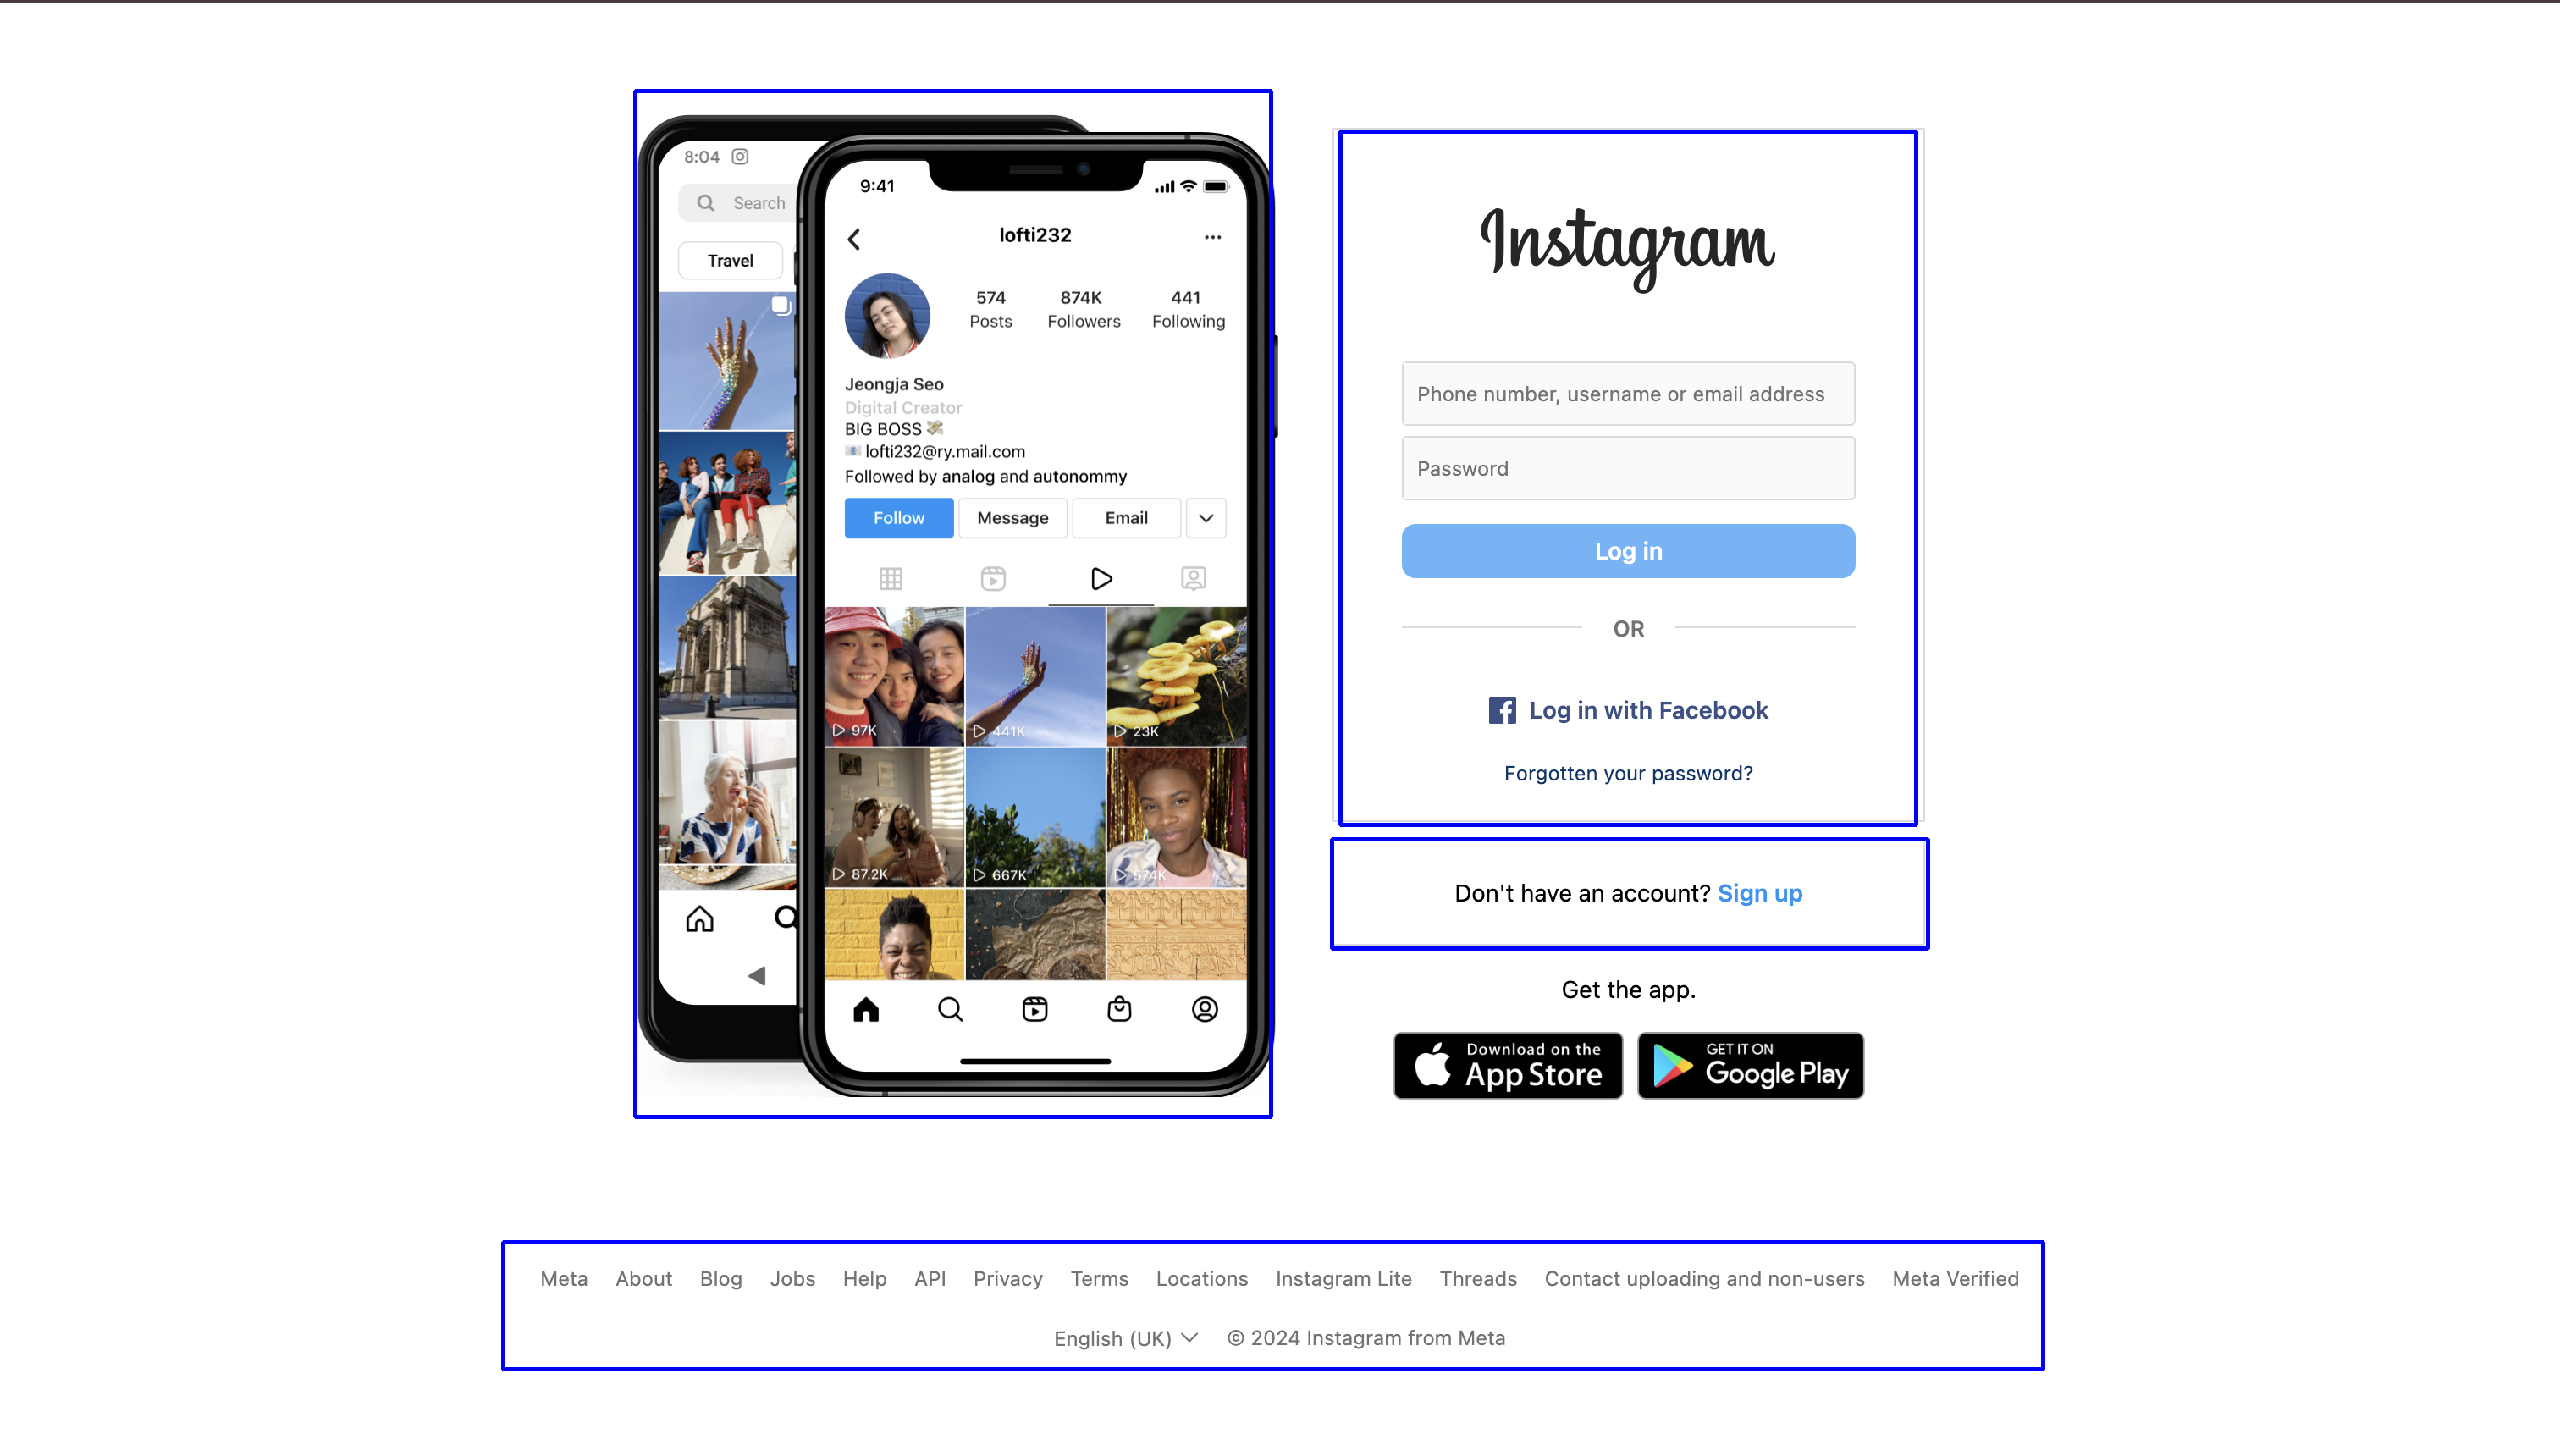 8:04
Search
Travel
9:41
lofti232
574 874K 441
Posts Followers Following
Jeongja Seo
Digital Creator
BIG BOSS 💸
📧 lofti232@ry.mail.com
Followed by analog and autonommy
Follow Message Email
97K 441K 23K
87.2K 667K 574K
Instagram
Phone number, username or email address
Password
Log in
OR
Log in with Facebook
Forgotten your password?
Don't have an account? Sign up
Get the app.
Download on the
App Store
GET IT ON
Google Play
Meta About Blog Jobs Help API Privacy Terms Locations Instagram Lite Threads Contact uploading and non-users Meta Verified
English (UK) © 2024 Instagram from Meta